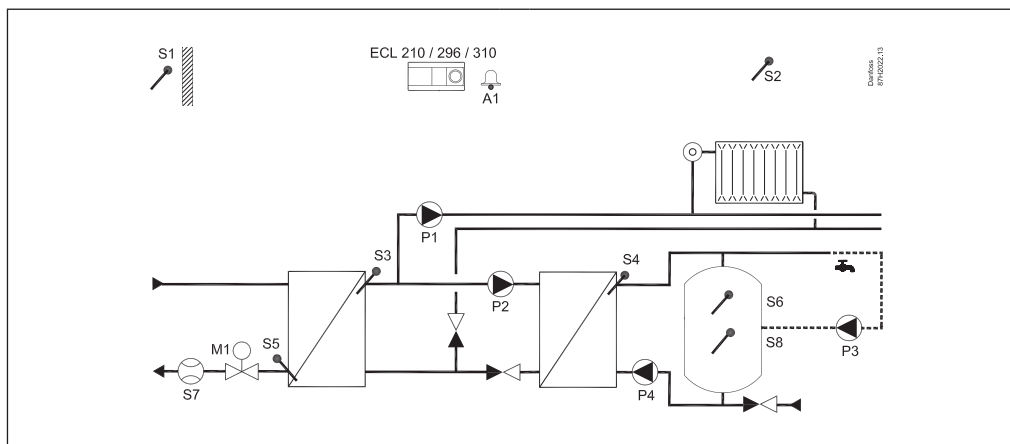 S1
ECL 210 / 296 / 310
A1
S2
Danfoss
87H2022.13
P1
S3
S4
P2
S6
S8
P3
M1
S5
S7
P4